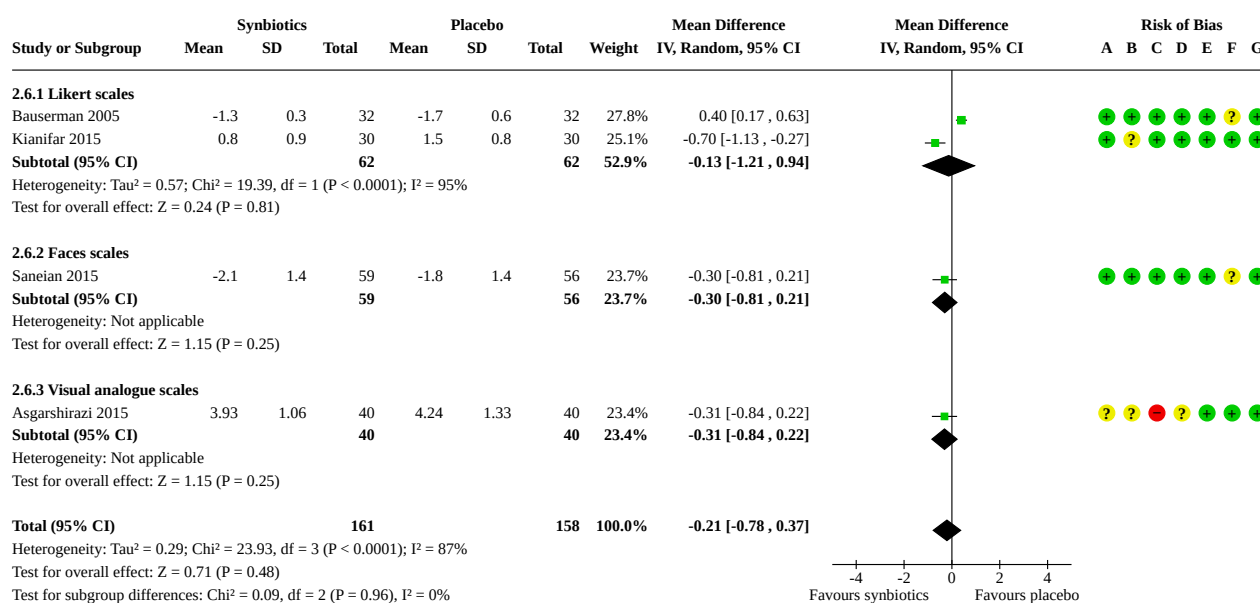 Synbiotics Placebo Mean Difference Mean Difference Risk of Bias
Study or Subgroup Mean SD Total Mean SD Total Weight IV, Random, 95% CI IV, Random, 95% CI A B C D E F G
2.6.1 Likert scales
Bauserman 2005 -1.3 0.3 32 -1.7 0.6 32 27.8% 0.40 [0.17 , 0.63] + + + + + ? +
Kianifar 2015 0.8 0.9 30 1.5 0.8 30 25.1% -0.70 [-1.13 , -0.27] + ? + + + + +
Subtotal (95% CI) 62 62 52.9% -0.13 [-1.21 , 0.94]
Heterogeneity: Tau² = 0.57; Chi² = 19.39, df = 1 (P < 0.0001); I² = 95%
Test for overall effect: Z = 0.24 (P = 0.81)
2.6.2 Faces scales
Saneian 2015 -2.1 1.4 59 -1.8 1.4 56 23.7% -0.30 [-0.81 , 0.21] + + + + + ? +
Subtotal (95% CI) 59 56 23.7% -0.30 [-0.81 , 0.21]
Heterogeneity: Not applicable
Test for overall effect: Z = 1.15 (P = 0.25)
2.6.3 Visual analogue scales
Asgarshirazi 2015 3.93 1.06 40 4.24 1.33 40 23.4% -0.31 [-0.84 , 0.22] ? ? − ? + + +
Subtotal (95% CI) 40 40 23.4% -0.31 [-0.84 , 0.22]
Heterogeneity: Not applicable
Test for overall effect: Z = 1.15 (P = 0.25)
Total (95% CI) 161 158 100.0% -0.21 [-0.78 , 0.37]
Heterogeneity: Tau² = 0.29; Chi² = 23.93, df = 3 (P < 0.0001); I² = 87%
Test for overall effect: Z = 0.71 (P = 0.48) -4 -2 0 2 4
Test for subgroup differences: Chi² = 0.09, df = 2 (P = 0.96), I² = 0% Favours synbiotics Favours placebo